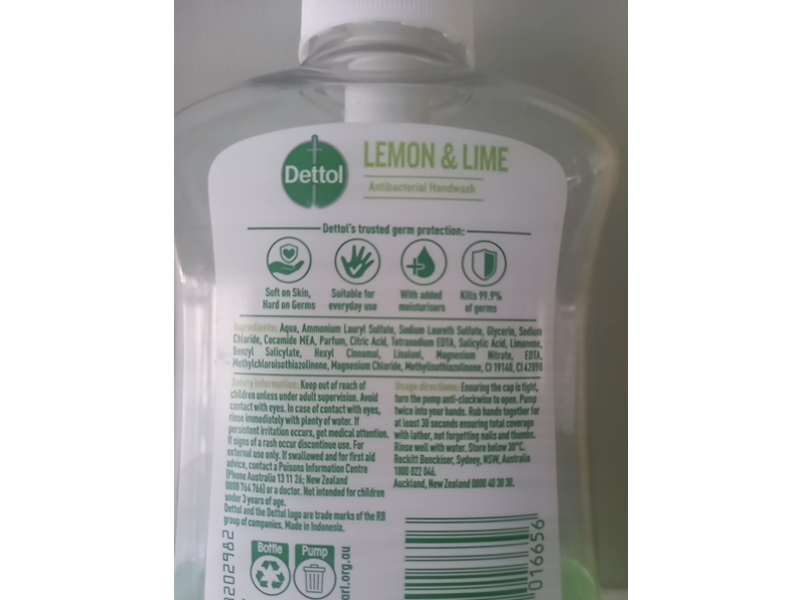 Dettol
LEMON & LIME
Antibacterial Handwash
Dettol's trusted germ protection:
Soft on Skin,
Hard on Germs
Suitable for
everyday use
With added
moisturisers
Kills 99.9%
of germs
Ingredients: Aqua, Ammonium Lauryl Sulfate, Sodium Laureth Sulfate, Glycerin, Sodium
Chloride, Cocamide MEA, Parfum, Citric Acid, Tetrasodium EDTA, Salicylic Acid, Limonene,
Benzyl Salicylate, Hexyl Cinnamal, Linalool, Magnesium Nitrate, EDTA,
Methylchloroisothiazolinone, Magnesium Chloride, Methylisothiazolinone, CI 19140, CI 42090
Safety information: Keep out of reach of
children unless under adult supervision. Avoid
contact with eyes. In case of contact with eyes,
rinse immediately with plenty of water. If
persistent irritation occurs, get medical attention.
If signs of a rash occur discontinue use. For
external use only. If swallowed and for first aid
advice, contact a Poisons Information Centre
(Phone Australia 13 11 26; New Zealand
0800 764 766) or a doctor. Not intended for children
under 3 years of age.
Dettol and the Dettol logo are trade marks of the RB
group of companies. Made in Indonesia.
Usage directions: Ensuring the cap is tight,
turn the pump anti-clockwise to open. Pump
twice into your hands. Rub hands together for
at least 30 seconds ensuring total coverage
with lather, not forgetting nails and thumbs.
Rinse well with water. Store below 30°C.
Reckitt Benckiser, Sydney, NSW, Australia
1800 022 046.
Auckland, New Zealand 0800 40 30 30.
0202982
Bottle
Pump
arl.org.au
016656